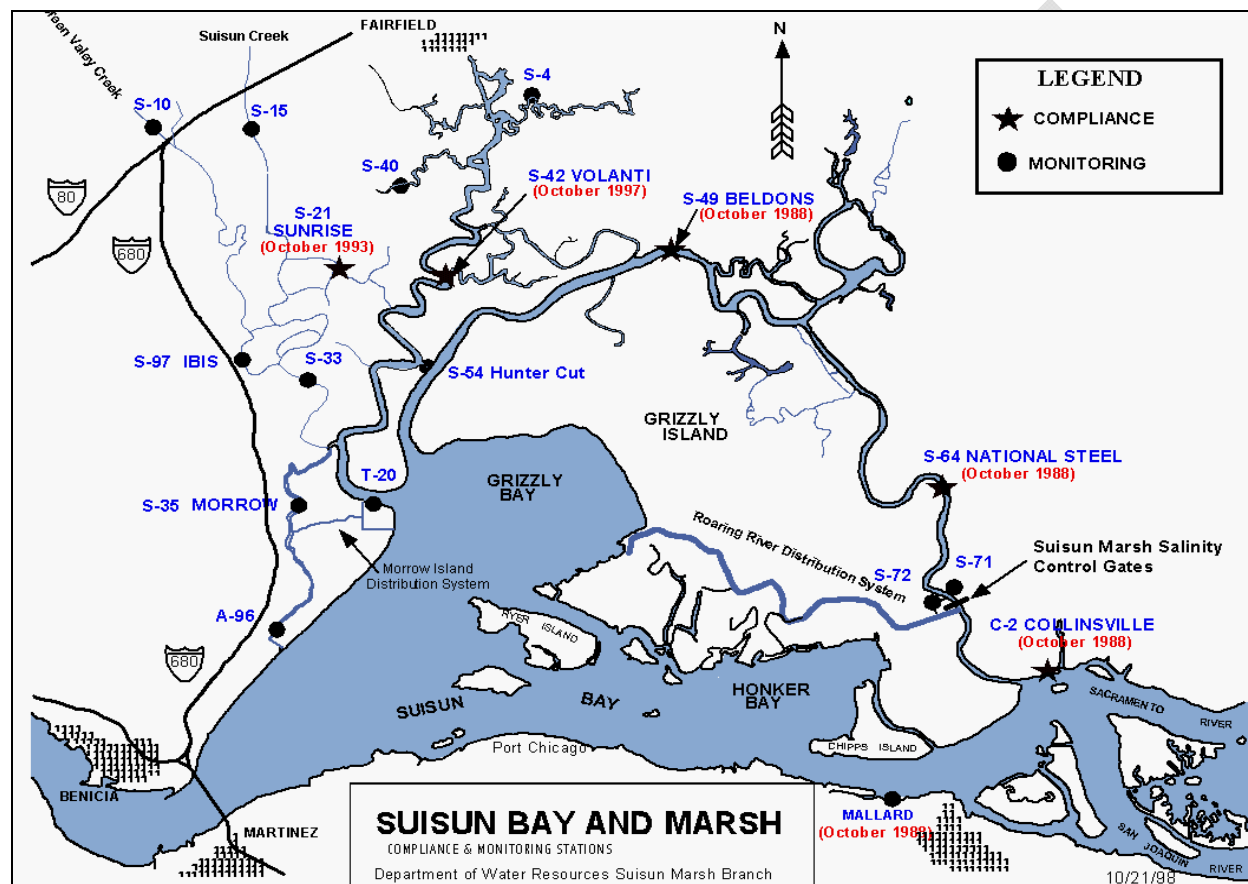 FAIRFIELD
Suisun Creek
Green Valey Creek
N
LEGEND
COMPLIANCE
MONITORING
S-4
S-10
S-15
S-40
S-42 VOLANTI
(October 1997)
S-49 BELDONS
(October 1988)
80
S-21
SUNRISE
(October 1993)
680
S-97 IBIS
S-33
S-54 Hunter Cut
GRIZZLY
ISLAND
S-64 NATIONAL STEEL
(October 1988)
T-20
GRIZZLY
BAY
S-35 MORROW
Roaring River Distribution System
Morrow Island
Distribution System
S-72
S-71
Suisun Marsh Salinity
Control Gates
A-96
RYER ISLAND
C-2 COLLINSVILLE
(October 1988)
680
SUISUN
BAY
HONKER
BAY
SACRAMENTO
RIVER
Port Chicago
CHIPPS ISLAND
BENICIA
MARTINEZ
MALLARD
(October 1988)
SAN JOAQUIN
RIVER
SUISUN BAY AND MARSH
COMPLIANCE & MONITORING STATIONS
Department of Water Resources Suisun Marsh Branch
10/21/98